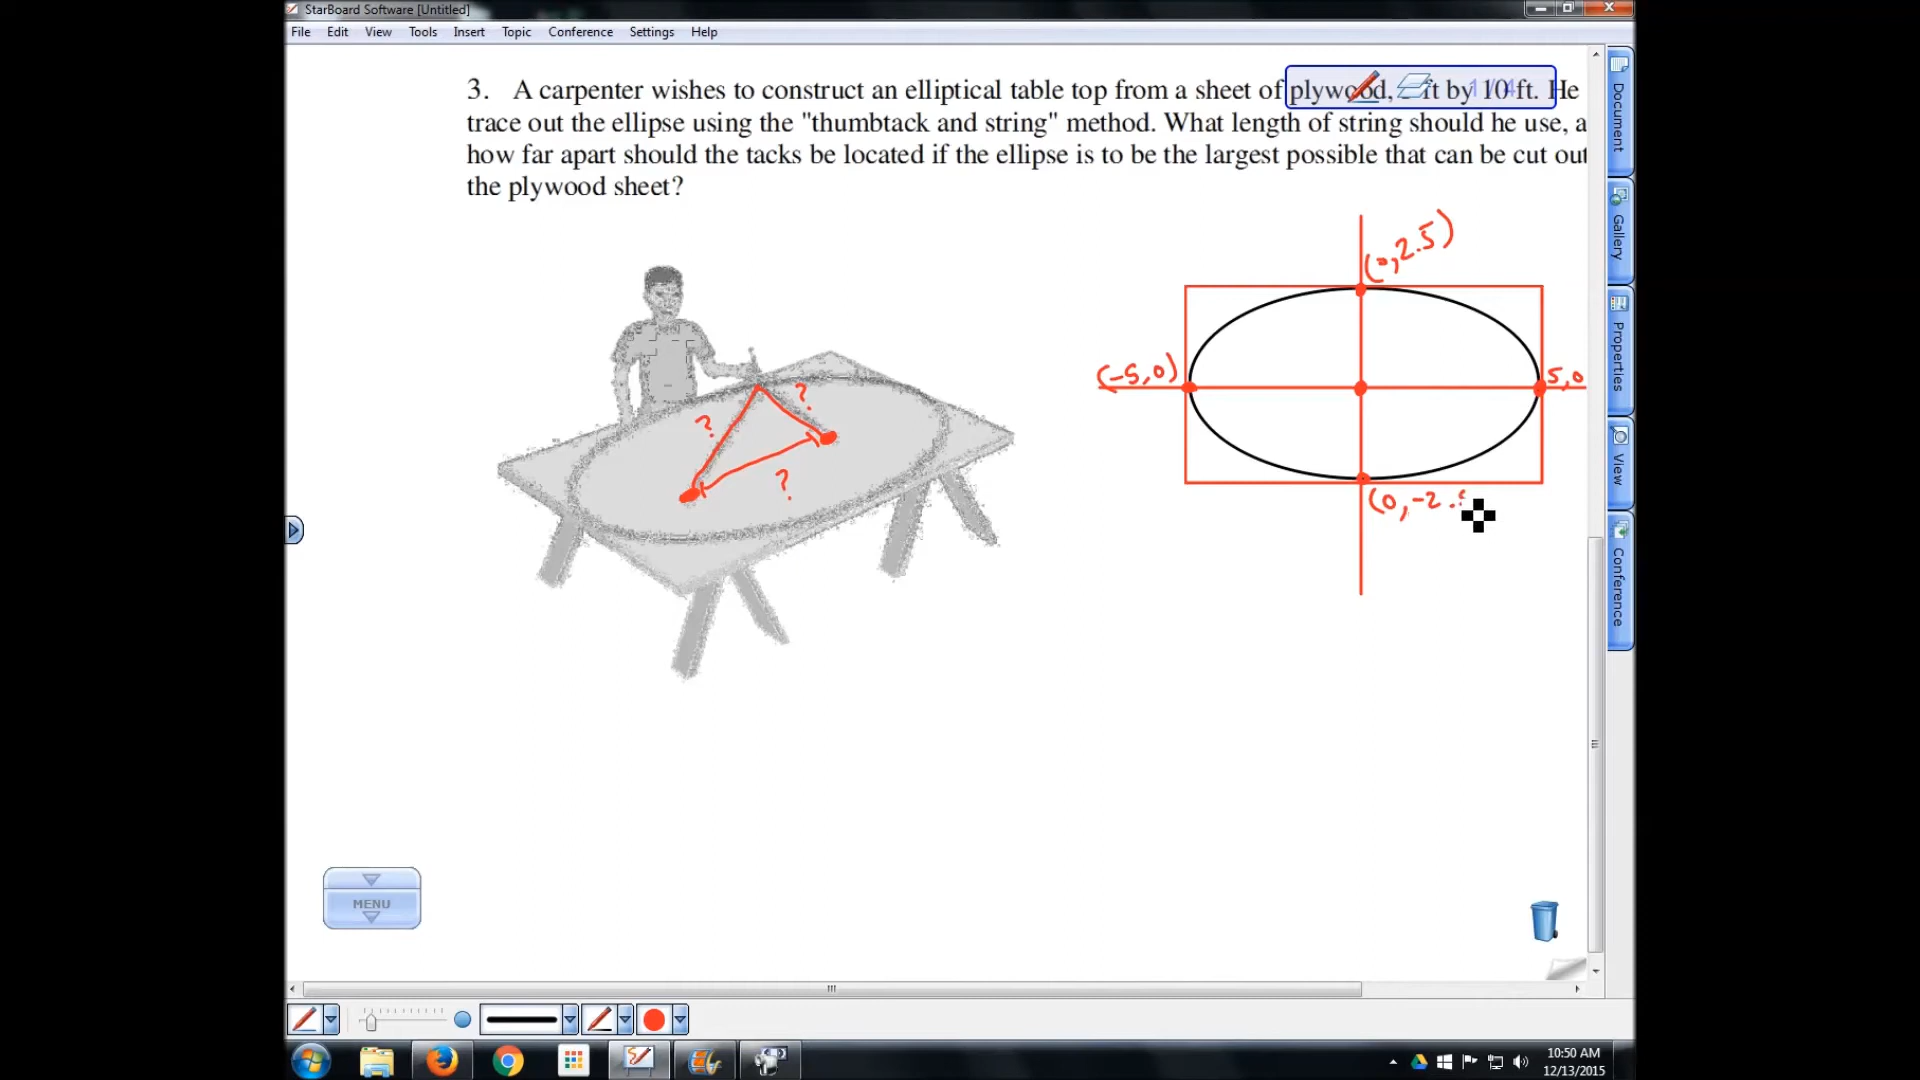 StarBoard Software [Untitled]
File Edit View Tools Insert Topic Conference Settings Help
3. A carpenter wishes to construct an elliptical table top from a sheet of plywood, ft by 10 ft. He
trace out the ellipse using the "thumbtack and string" method. What length of string should he use, a
how far apart should the tacks be located if the ellipse is to be the largest possible that can be cut out
the plywood sheet?
(0,2.5)
(-5,0)
5,0
(0,-2.
?
?
?
Document
Gallery
Properties
View
Conference
MENU
10:50 AM
12/13/2015